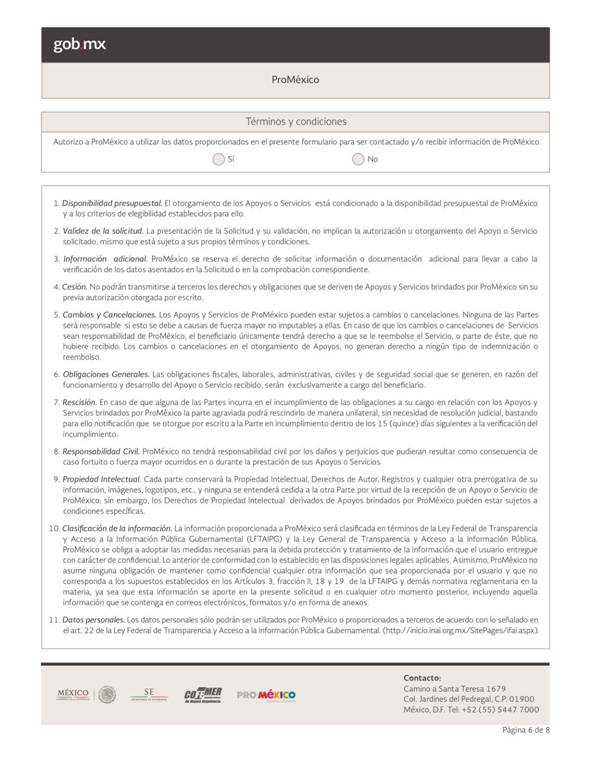 gob.mx
ProMéxico
Términos y condiciones
Autorizo a ProMéxico a utilizar los datos proporcionados en el presente formulario para ser contactado y/o recibir información de ProMéxico.
Sí No
1. Disponibilidad presupuestal. El otorgamiento de los Apoyos o Servicios está condicionado a la disponibilidad presupuestal de ProMéxico
y a los criterios de elegibilidad establecidos para ello.
2. Validez de la solicitud. La presentación de la Solicitud y su validación, no implican la autorización u otorgamiento del Apoyo o Servicio
solicitado, mismo que está sujeto a sus propios términos y condiciones.
3. Información adicional. ProMéxico se reserva el derecho de solicitar información o documentación adicional para llevar a cabo la
verificación de los datos asentados en la Solicitud o en la comprobación correspondiente.
4. Cesión. No podrán transmitirse a terceros los derechos y obligaciones que se deriven de Apoyos y Servicios brindados por ProMéxico sin su
previa autorización otorgada por escrito.
5. Cambios y Cancelaciones. Los Apoyos y Servicios de ProMéxico pueden estar sujetos a cambios o cancelaciones. Ninguna de las Partes
será responsable si esto se debe a causas de fuerza mayor no imputables a ellas. En caso de que los cambios o cancelaciones de Servicios
sean responsabilidad de ProMéxico, el beneficiario únicamente tendrá derecho a que se le reembolse el Servicio, o parte de éste, que no
hubiere recibido. Los cambios o cancelaciones en el otorgamiento de Apoyos, no generan derecho a ningún tipo de indemnización o
reembolso.
6. Obligaciones Generales. Las obligaciones fiscales, laborales, administrativas, civiles y de seguridad social que se generen, en razón del
funcionamiento y desarrollo del Apoyo o Servicio recibido, serán exclusivamente a cargo del beneficiario.
7. Rescisión. En caso de que alguna de las Partes incurra en el incumplimiento de las obligaciones a su cargo en relación con los Apoyos y
Servicios brindados por ProMéxico la parte agraviada podrá rescindirlo de manera unilateral, sin necesidad de resolución judicial, bastando
para ello notificación que se otorgue por escrito a la Parte en incumplimiento dentro de los 15 (quince) días siguientes a la verificación del
incumplimiento.
8. Responsabilidad Civil. ProMéxico no tendrá responsabilidad civil por los daños y perjuicios que pudieran resultar como consecuencia de
caso fortuito o fuerza mayor ocurridos en o durante la prestación de sus Apoyos o Servicios.
9. Propiedad Intelectual. Cada parte conservará la Propiedad Intelectual, Derechos de Autor, Registros y cualquier otra prerrogativa de su
información, imágenes, logotipos, etc., y ninguna se entenderá cedida a la otra Parte por virtud de la recepción de un Apoyo o Servicio de
ProMéxico; sin embargo, los Derechos de Propiedad Intelectual derivados de Apoyos brindados por ProMéxico pueden estar sujetos a
condiciones específicas.
10. Clasificación de la información. La información proporcionada a ProMéxico será clasificada en términos de la Ley Federal de Transparencia
y Acceso a la Información Pública Gubernamental (LFTAIPG) y la Ley General de Transparencia y Acceso a la Información Pública.
ProMéxico se obliga a adoptar las medidas necesarias para la debida protección y tratamiento de la información que el usuario entregue
con carácter de confidencial. Lo anterior de conformidad con lo establecido en las disposiciones legales aplicables. Asimismo, ProMéxico no
asume ninguna obligación de mantener como confidencial cualquier otra información que sea proporcionada por el usuario y que no
corresponda a los supuestos establecidos en los Artículos 3, fracción II, 18 y 19 de la LFTAIPG y demás normativa reglamentaria en la
materia, ya sea que esta información se aporte en la presente solicitud o en cualquier otro momento posterior, incluyendo aquella
información que se contenga en correos electrónicos, formatos y/o en forma de anexos.
11. Datos personales. Los datos personales sólo podrán ser utilizados por ProMéxico o proporcionados a terceros de acuerdo con lo señalado en
el art. 22 de la Ley Federal de Transparencia y Acceso a la Información Pública Gubernamental. (http://inicio.inai.org.mx/SitePages/ifai.aspx).
MÉXICO SE COFEMER PROMéxico
Contacto:
Camino a Santa Teresa 1679
Col. Jardines del Pedregal, C.P. 01900
México, D.F. Tel: +52 (55) 5447 7000
Página 6 de 8